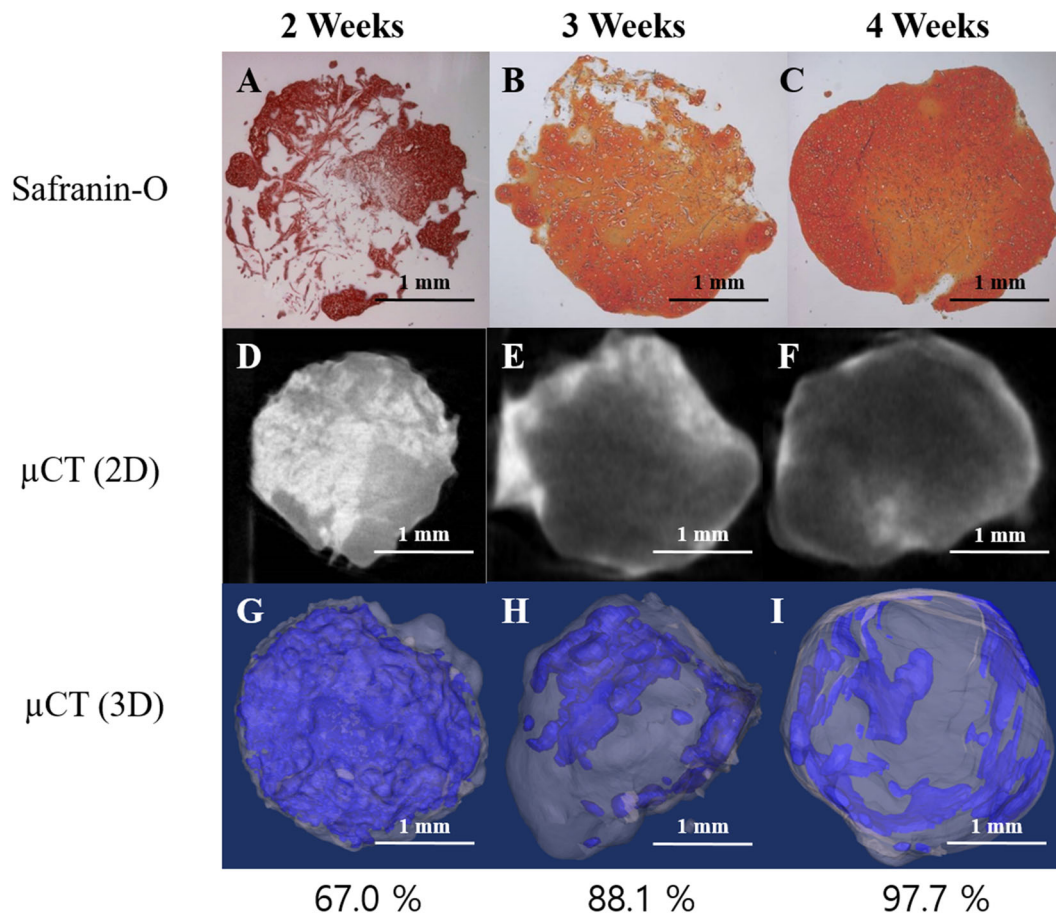 2 Weeks 3 Weeks 4 Weeks
A B C
Safranin-O
1 mm 1 mm 1 mm
D E F
µCT (2D)
1 mm 1 mm 1 mm
G H I
µCT (3D)
1 mm 1 mm 1 mm
67.0 % 88.1 % 97.7 %